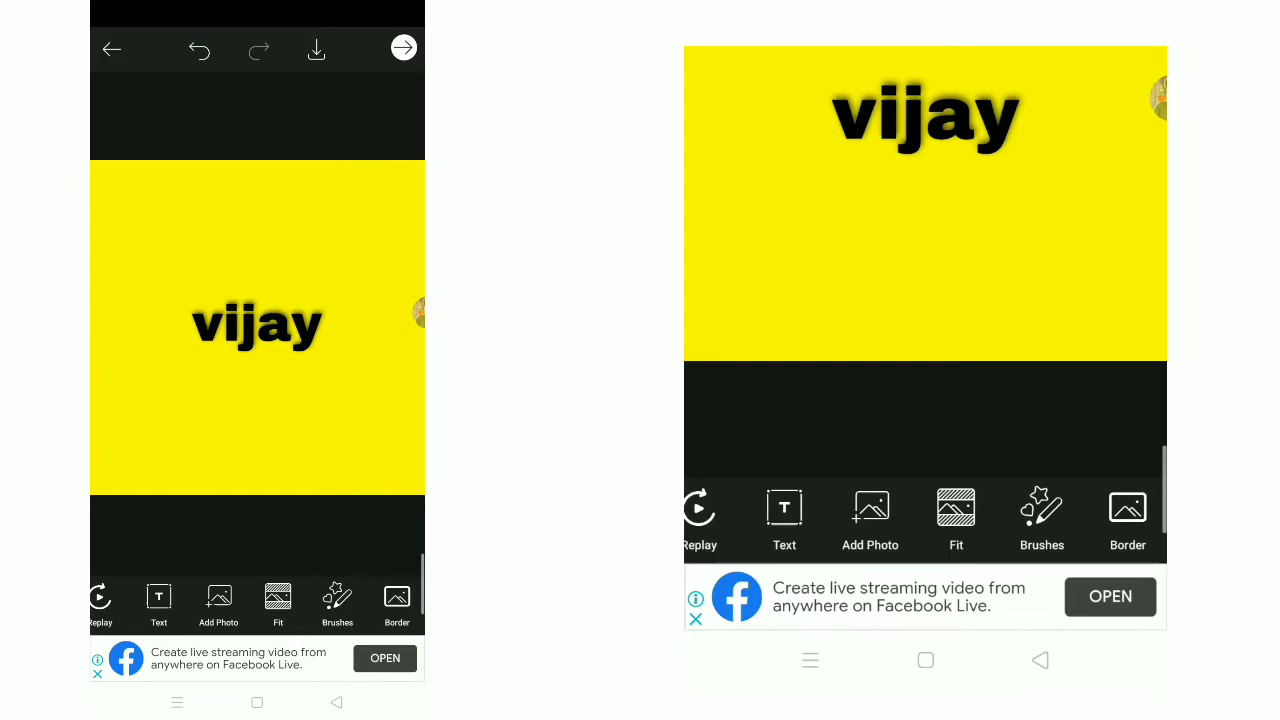 vijay
Replay
Text
Add Photo
Fit
Brushes
Border
Create live streaming video from
anywhere on Facebook Live.
OPEN
vijay
Replay
Text
Add Photo
Fit
Brushes
Border
Create live streaming video from
anywhere on Facebook Live.
OPEN